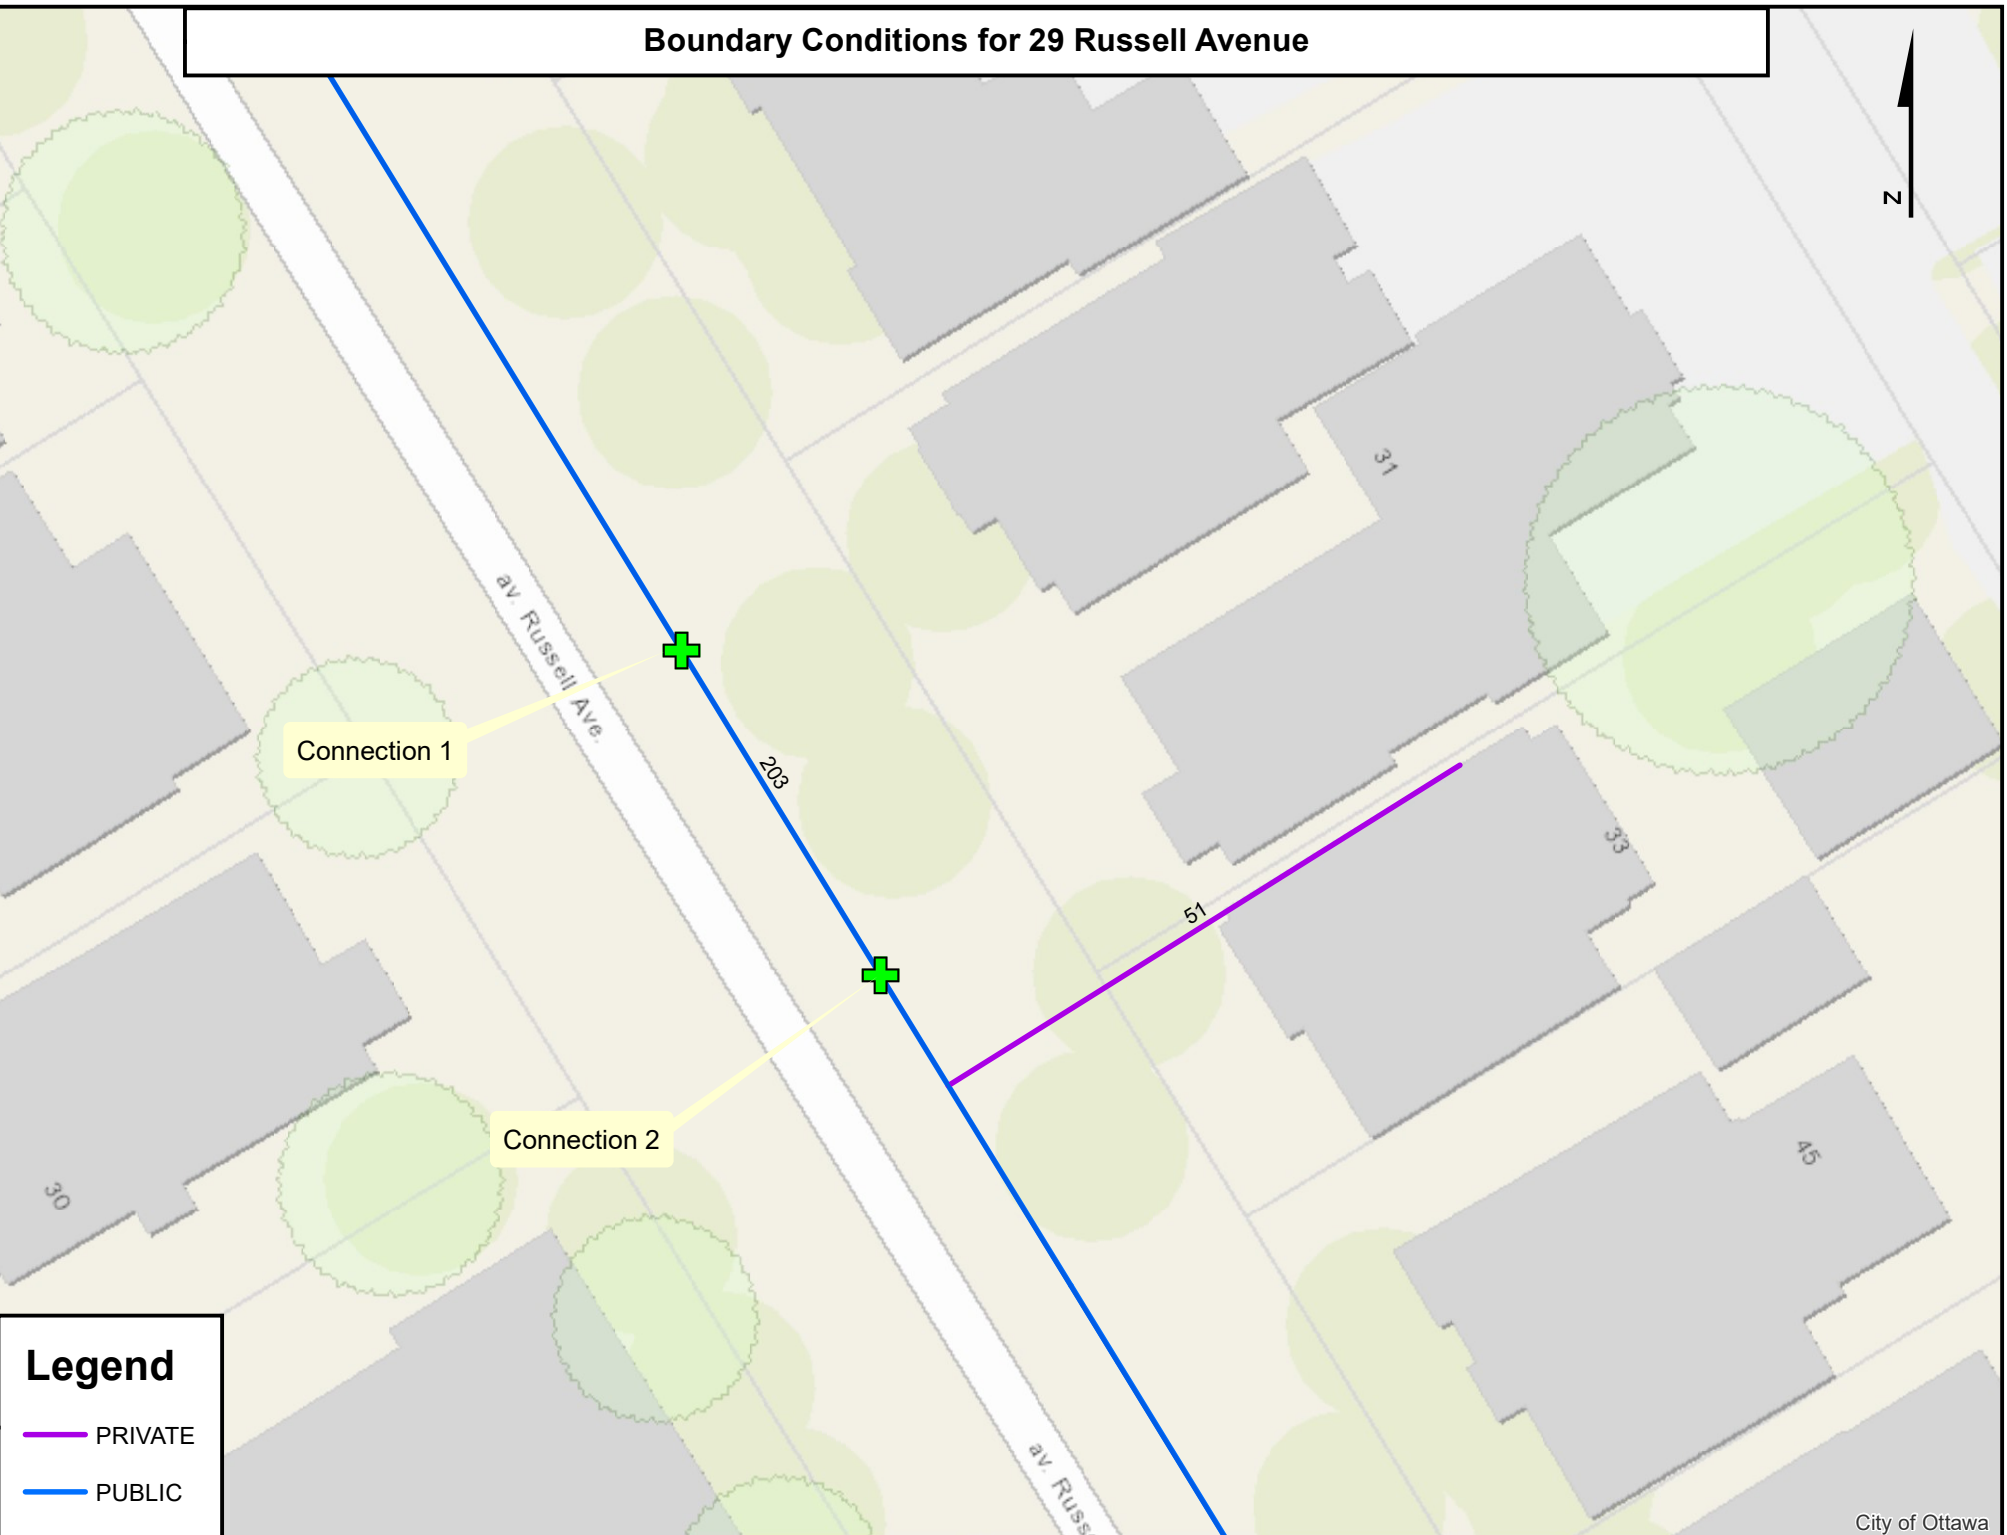 Boundary Conditions for 29 Russell Avenue
N
31
av. Russell Ave.
Connection 1
203
33
51
Connection 2
45
30
Legend
PRIVATE
PUBLIC
av. Russe
City of Ottawa